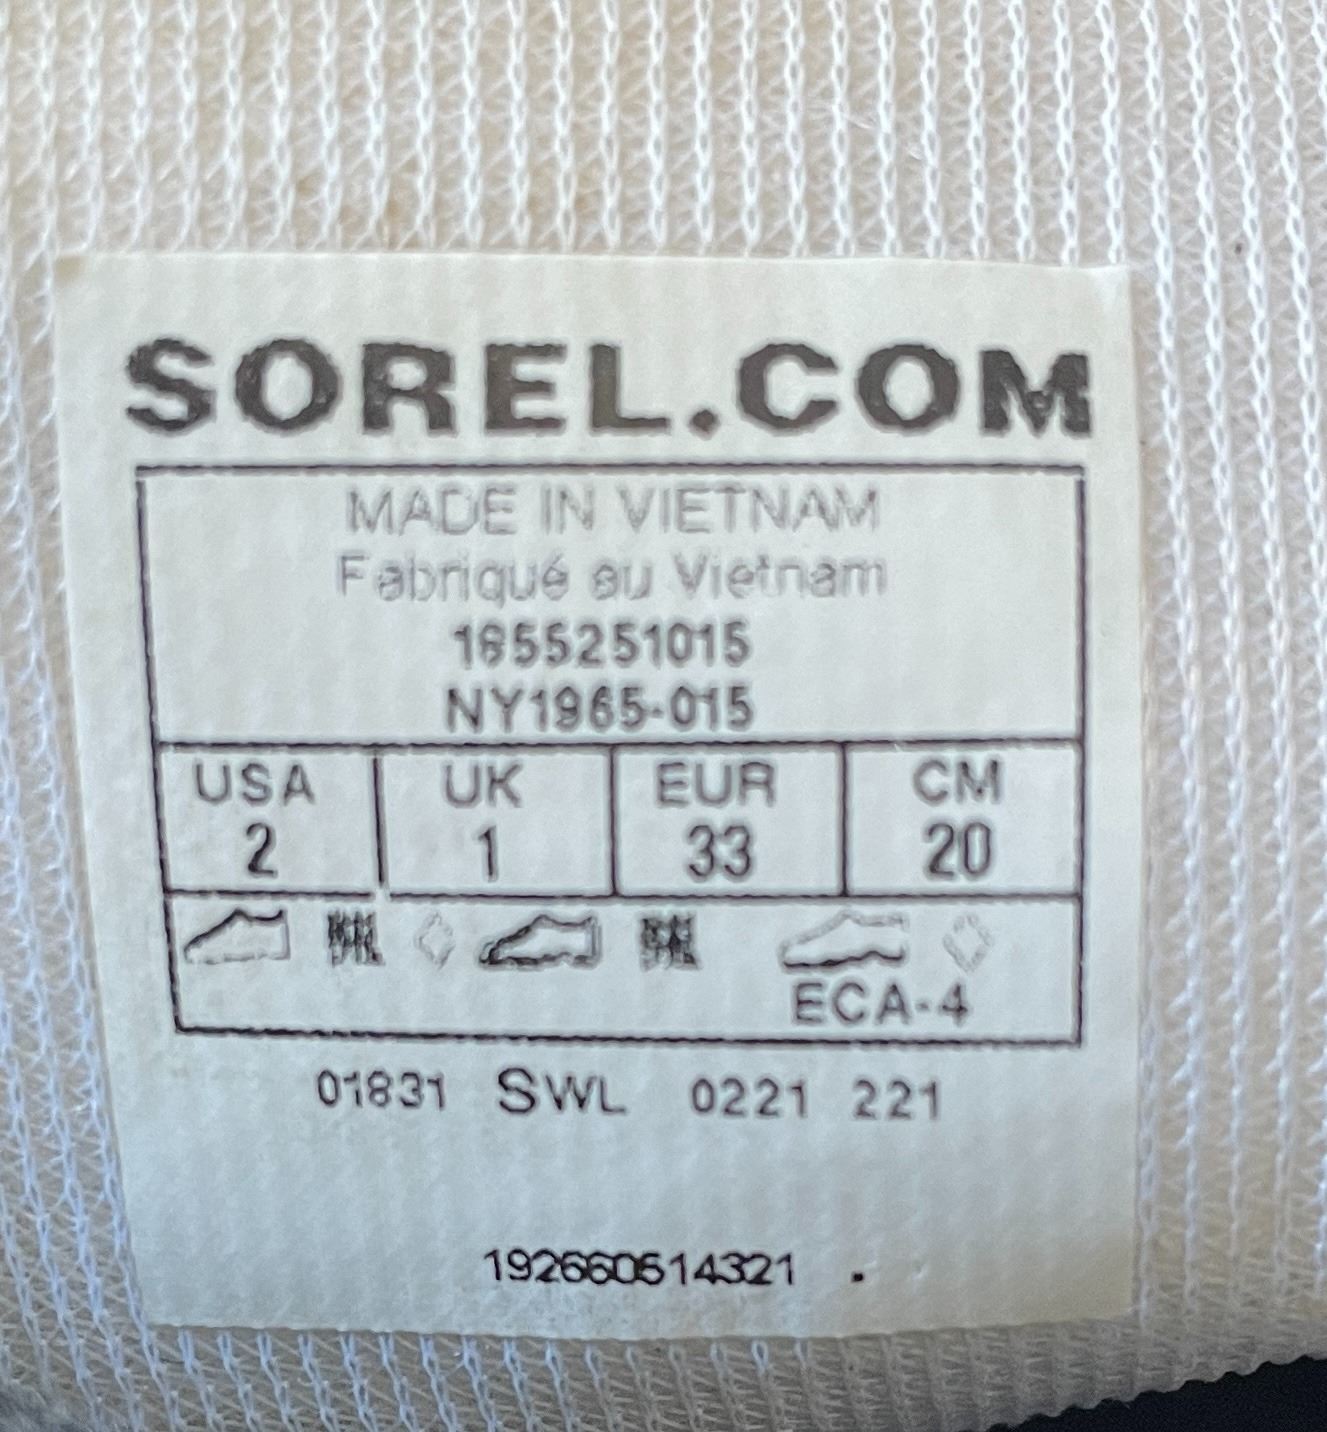 SOREL.COM
MADE IN VIETNAM
Fabriqué au Vietnam
1855251015
NY1965-015
USA UK EUR CM
2 1 33 20
ECA-4
01831 SWL 0221 221
192660514321 .